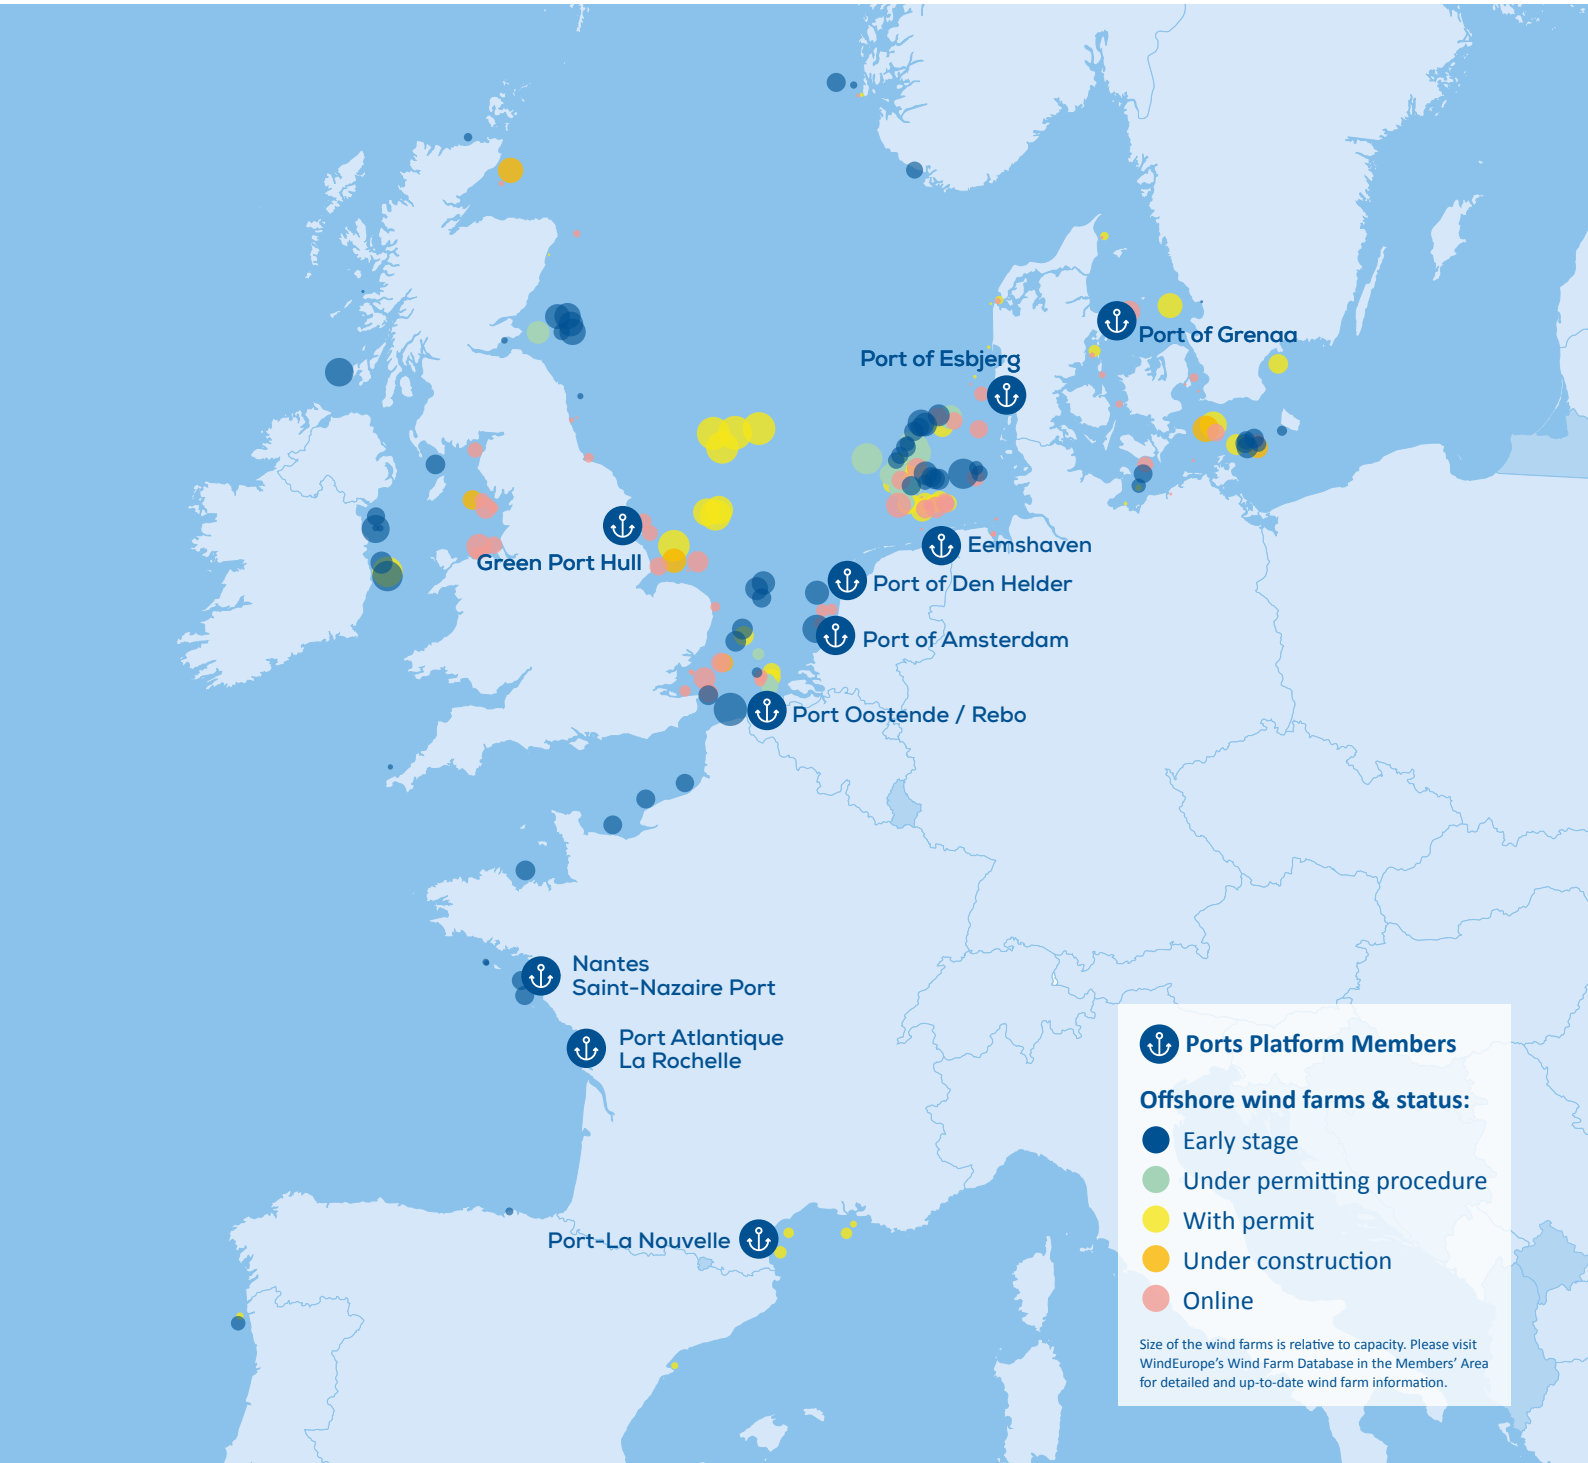 Port of Grenaa
Port of Esbjerg
Green Port Hull
Eemshaven
Port of Den Helder
Port of Amsterdam
Port Oostende / Rebo
Nantes
Saint-Nazaire Port
Port Atlantique
La Rochelle
Port-La Nouvelle
Ports Platform Members
Offshore wind farms & status:
Early stage
Under permitting procedure
With permit
Under construction
Online
Size of the wind farms is relative to capacity. Please visit
WindEurope's Wind Farm Database in the Members' Area
for detailed and up-to-date wind farm information.